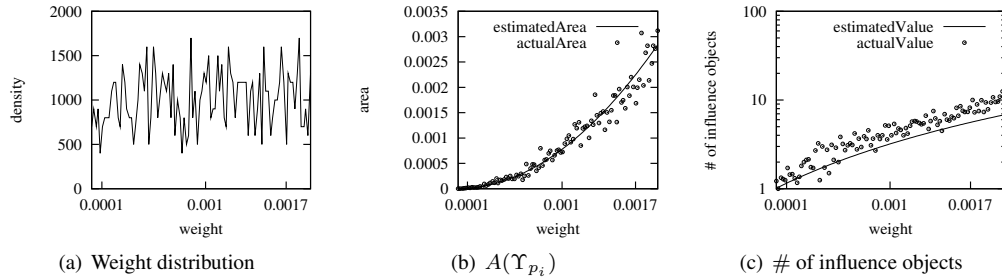 2000
1500
1000
500
0
density
0.0001
0.001
0.0017
weight
(a) Weight distribution
0.0035
0.003
0.0025
0.002
0.0015
0.001
0.0005
0
area
estimatedArea
actualArea
0.0001
0.001
0.0017
weight
(b) A(Υ_{p_i})
100
10
1
# of influence objects
estimatedValue
actualValue
0.0001
0.001
0.0017
weight
(c) # of influence objects